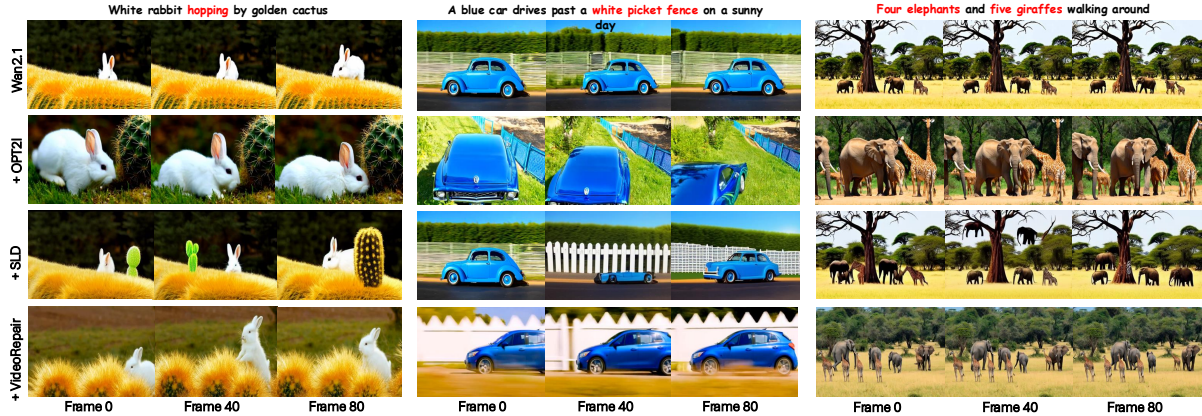 White rabbit hopping by golden cactus
A blue car drives past a white picket fence on a sunny
day
Four elephants and five giraffes walking around
Wan2.1
+ OPT2I
+ SLD
+ VideoRepair
Frame 0 Frame 40 Frame 80
Frame 0 Frame 40 Frame 80
Frame 0 Frame 40 Frame 80